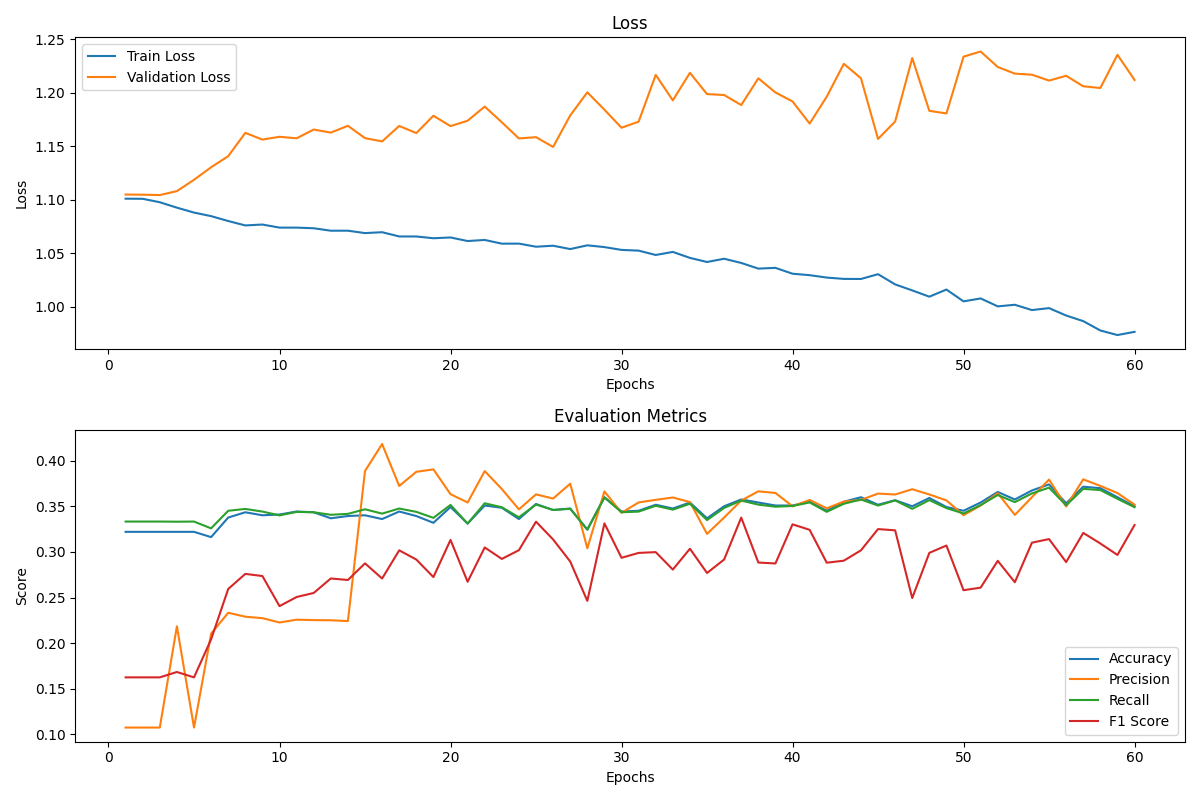 Loss
1.25
Train Loss
Validation Loss
1.20
1.15
1.10
1.05
1.00
Loss
0 10 20 30 40 50 60
Epochs
Evaluation Metrics
0.40
0.35
0.30
0.25
0.20
0.15
0.10
Score
Accuracy
Precision
Recall
F1 Score
0 10 20 30 40 50 60
Epochs